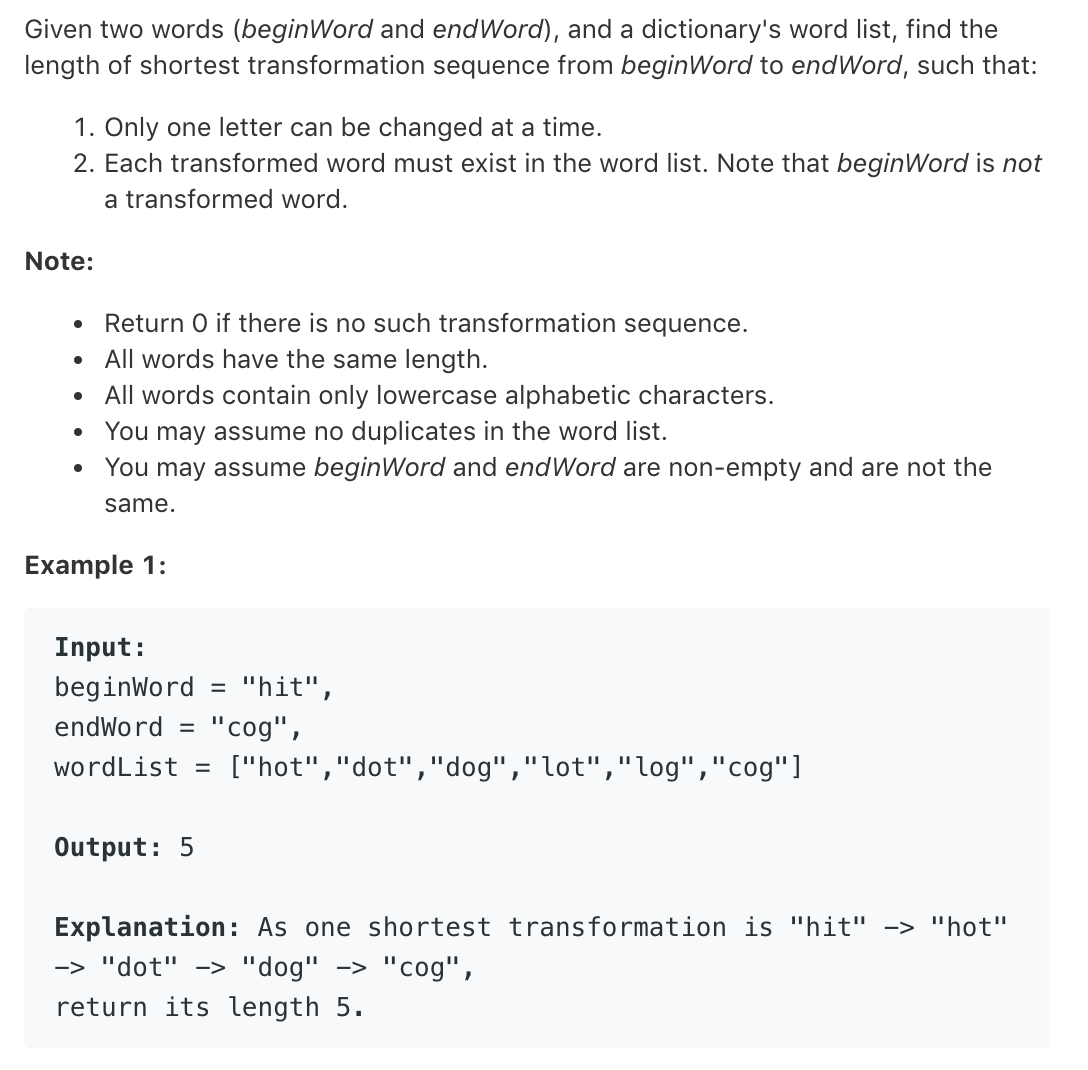 Given two words (beginWord and endWord), and a dictionary's word list, find the
length of shortest transformation sequence from beginWord to endWord, such that:
1. Only one letter can be changed at a time.
2. Each transformed word must exist in the word list. Note that beginWord is not
a transformed word.
Note:
• Return 0 if there is no such transformation sequence.
• All words have the same length.
• All words contain only lowercase alphabetic characters.
• You may assume no duplicates in the word list.
• You may assume beginWord and endWord are non-empty and are not the
same.
Example 1:
Input:
beginWord = "hit",
endWord = "cog",
wordList = ["hot","dot","dog","lot","log","cog"]
Output: 5
Explanation: As one shortest transformation is "hit" -> "hot"
-> "dot" -> "dog" -> "cog",
return its length 5.